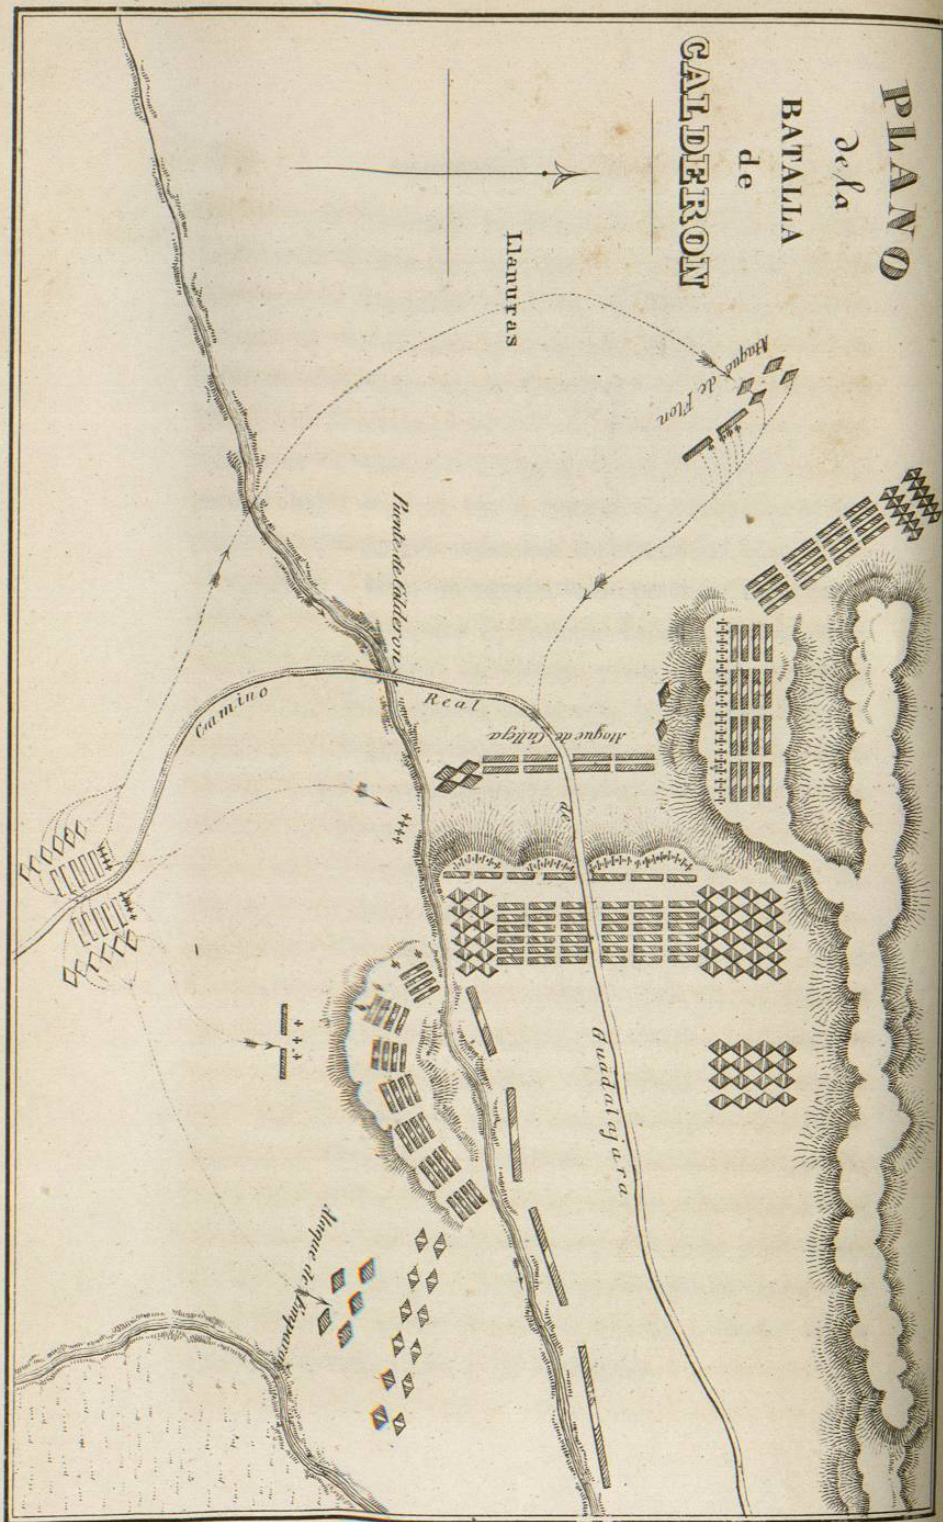 PLANO
de la
BATALLA
de
CALDERON
Llanuras
Ataque de Flon
Puente de Calderon
Camino Real de Guadalajara
Ataque de Calleja
Ataque de Emparan